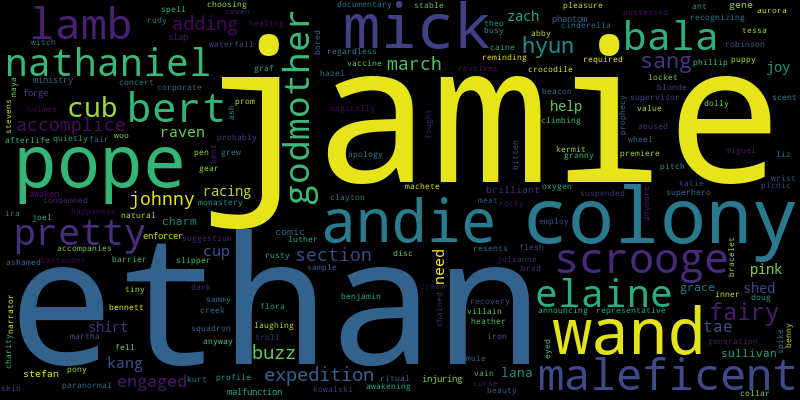 choosing
documentary
stable
pleasure
ant
gene
aurora
spell
coven
healing
theo
phantom
cinderella
possessed
recognizing
lamb
rudy
adding
mick
zach
busy
abby
bala
tessa
witch
slap
bored
regardless
caine
hyun
required
robinson
waterfall
reminding
nathaniel
graf
vaccine
march
crocodile
sang
phillip
puppy
joy
ministry
concert
corporate
hazel
revolves
locket
blonde
maya
forge
godmother
jamie
beacon
supervisor
dolly
scent
cub
bert
prom
help
prophecy
value
stevens
holmes
ash
magically
fought
climbing
accomplice
raven
abused
woo
probably
wheel
afterlife
quietly
fair
kent
bitten
kermit
premiere
miguel
liz
pope
pen
grew
apology
granny
pitch
gear
oxygen
katie
wrist
awaken
racing
machete
brilliant
superhero
picnic
condemned
johnny
monastery
clayton
meat
rocky
suspended
anymore
happiness
natural
ira
joel
charm
andie
colony
employ
pretty
enforcer
suggestion
comic
luther
accompanies
cup
section
disc
need
resents
flesh
scrooge
bracelet
ashamed
bartender
barrier
slipper
rusty
julianne
pink
sample
brad
tiny
dark
cream
elaine
grace
inner
doug
ethan
sammy
benjamin
chained
recovery
shed
narrator
bennett
creek
flora
villain
announcing
representative
fairy
charity
shirt
squadron
laughing
heather
wand
tae
benny
martha
anyway
troll
iron
generation
spike
fell
buzz
mule
eyed
sullivan
kang
stefan
pony
expedition
vain
lana
maleficent
engaged
kurt
profile
ritual
injuring
curse
skin
paranormal
malfunction
kowalski
awakening
beauty
collar